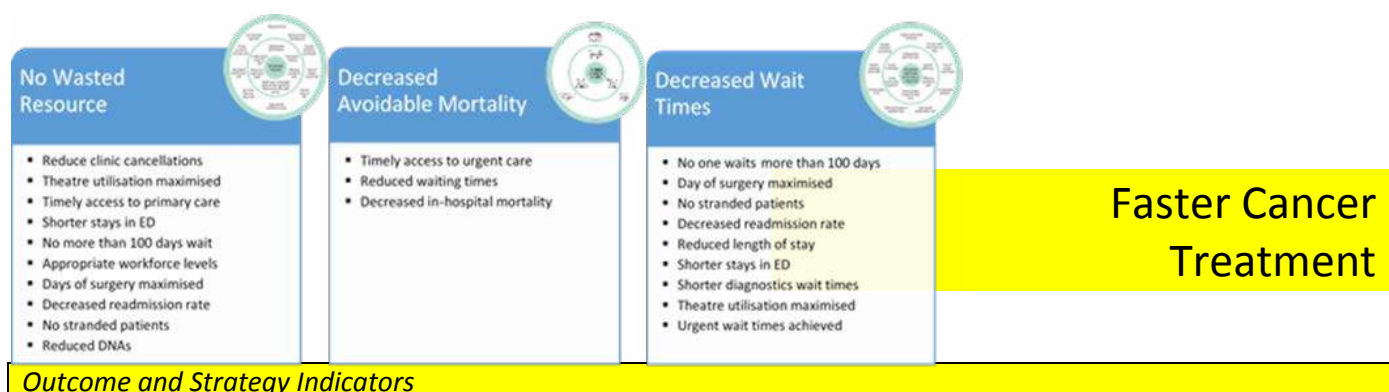 No Wasted
Resource
Reduce clinic cancellations
Theatre utilisation maximised
Timely access to primary care
Shorter stays in ED
No more than 100 days wait
Appropriate workforce levels
Days of surgery maximised
Decreased readmission rate
No stranded patients
Reduced DNAs
Decreased
Avoidable Mortality
Timely access to urgent care
Reduced waiting times
Decreased in-hospital mortality
Decreased Wait
Times
No one waits more than 100 days
Day of surgery maximised
No stranded patients
Decreased readmission rate
Reduced length of stay
Shorter stays in ED
Shorter diagnostics wait times
Theatre utilisation maximised
Urgent wait times achieved
Faster Cancer
Treatment
Outcome and Strategy Indicators